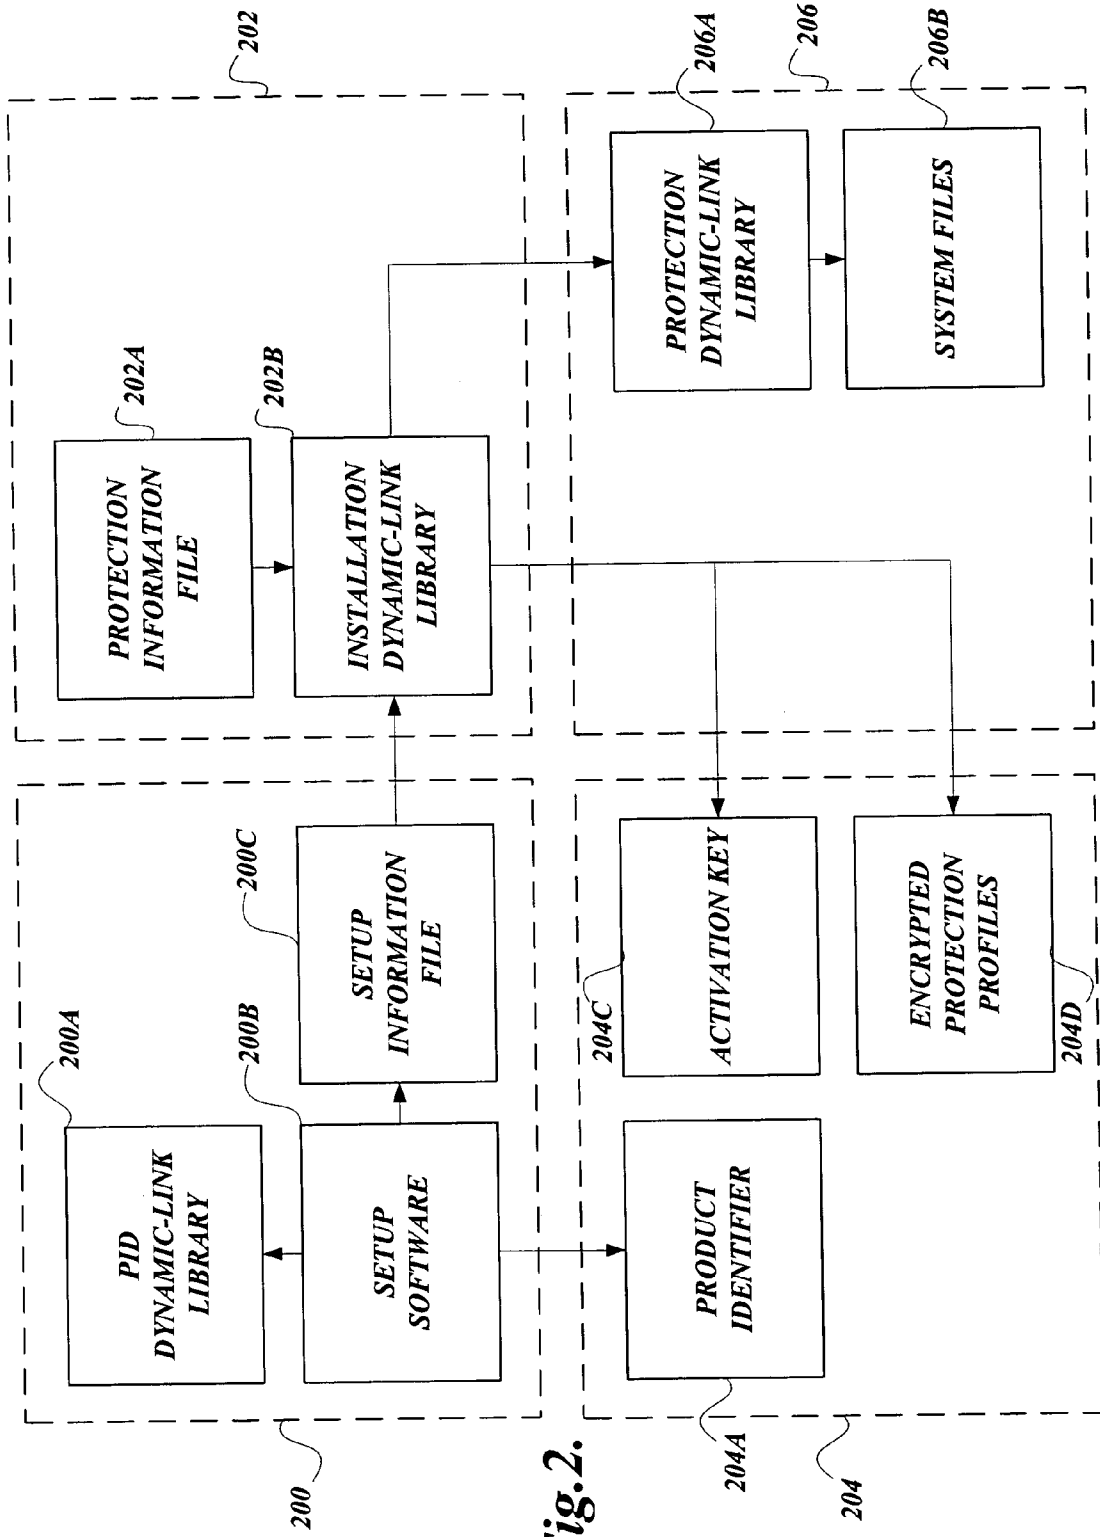 200
200A
PID
DYNAMIC-LINK
LIBRARY
200B
SETUP
SOFTWARE
200C
SETUP
INFORMATION
FILE
202
202A
PROTECTION
INFORMATION
FILE
202B
INSTALLATION
DYNAMIC-LINK
LIBRARY
204
204A
PRODUCT
IDENTIFIER
204C
ACTIVATION KEY
204D
ENCRYPTED
PROTECTION
PROFILES
206
206A
PROTECTION
DYNAMIC-LINK
LIBRARY
206B
SYSTEM FILES
Fig.2.